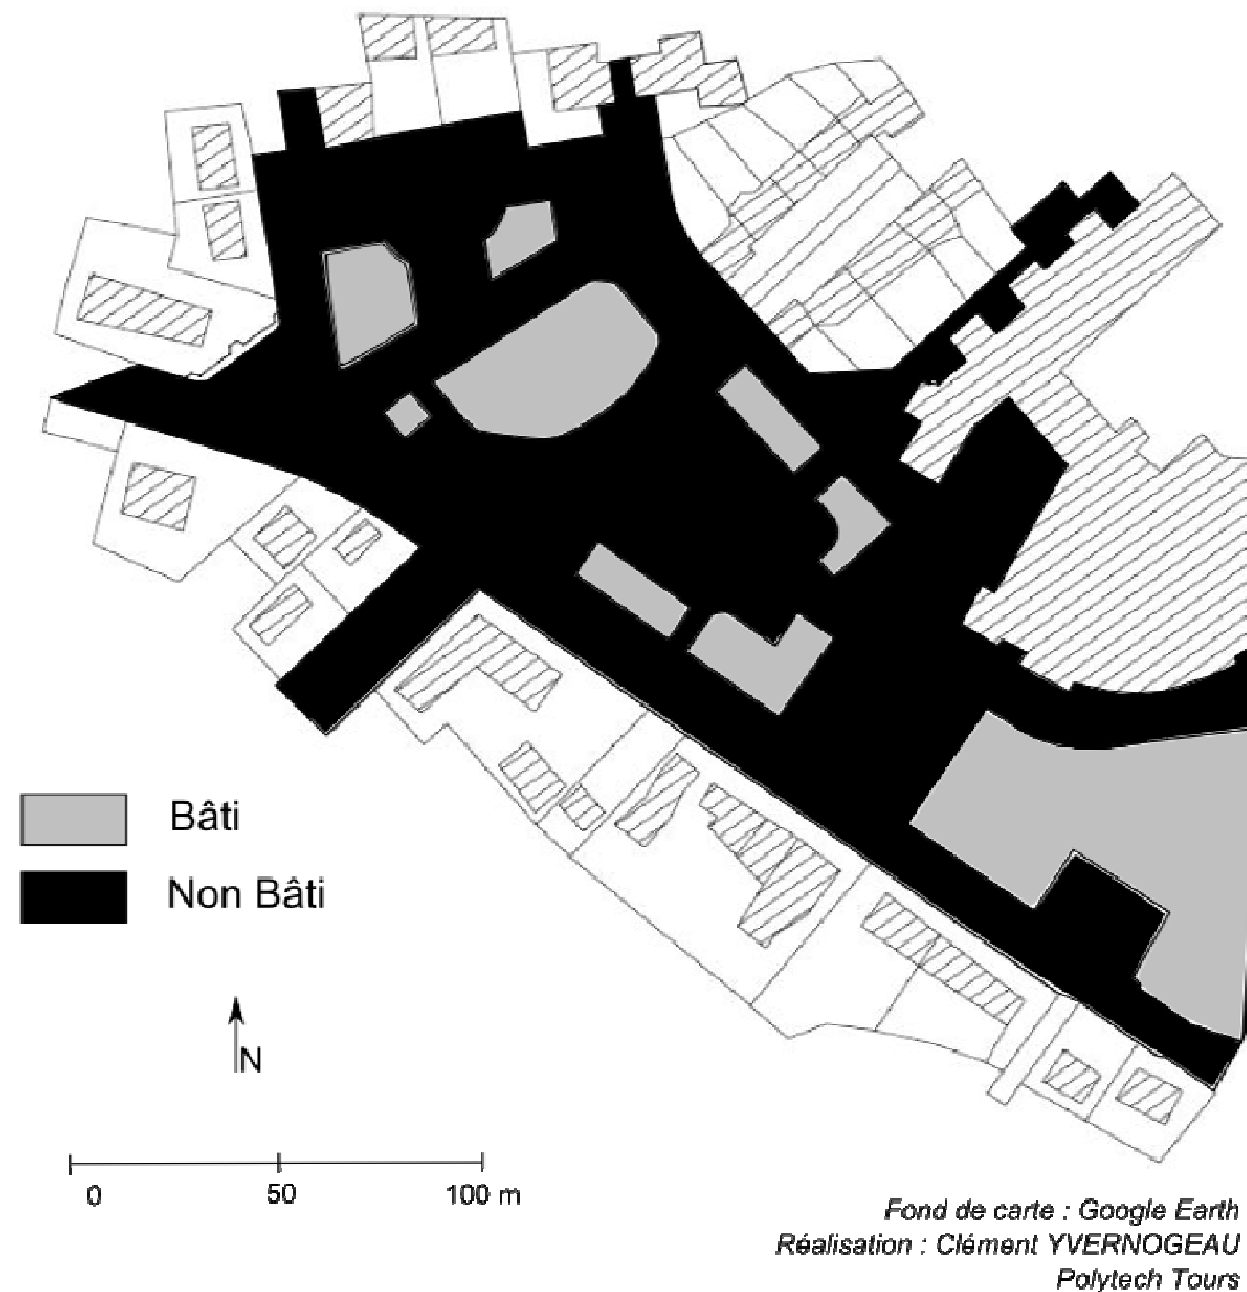 Bâti
Non Bâti
N
0 50 100 m
Fond de carte : Google Earth
Réalisation : Clément YVERNOGEAU
Polytech Tours